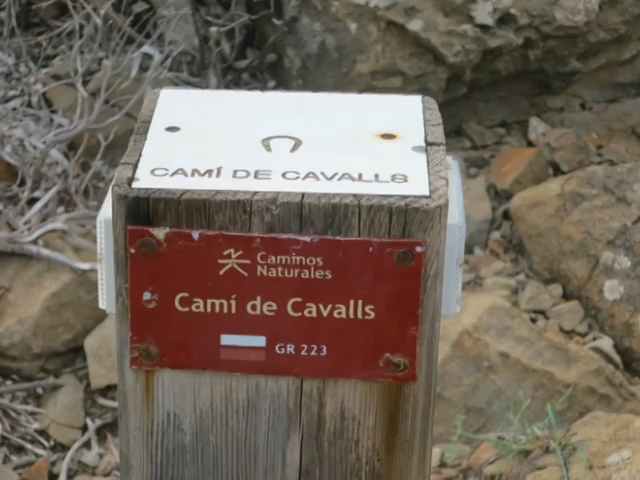 CAMÍ DE CAVALLS
Caminos
Naturales
Camí de Cavalls
GR 223